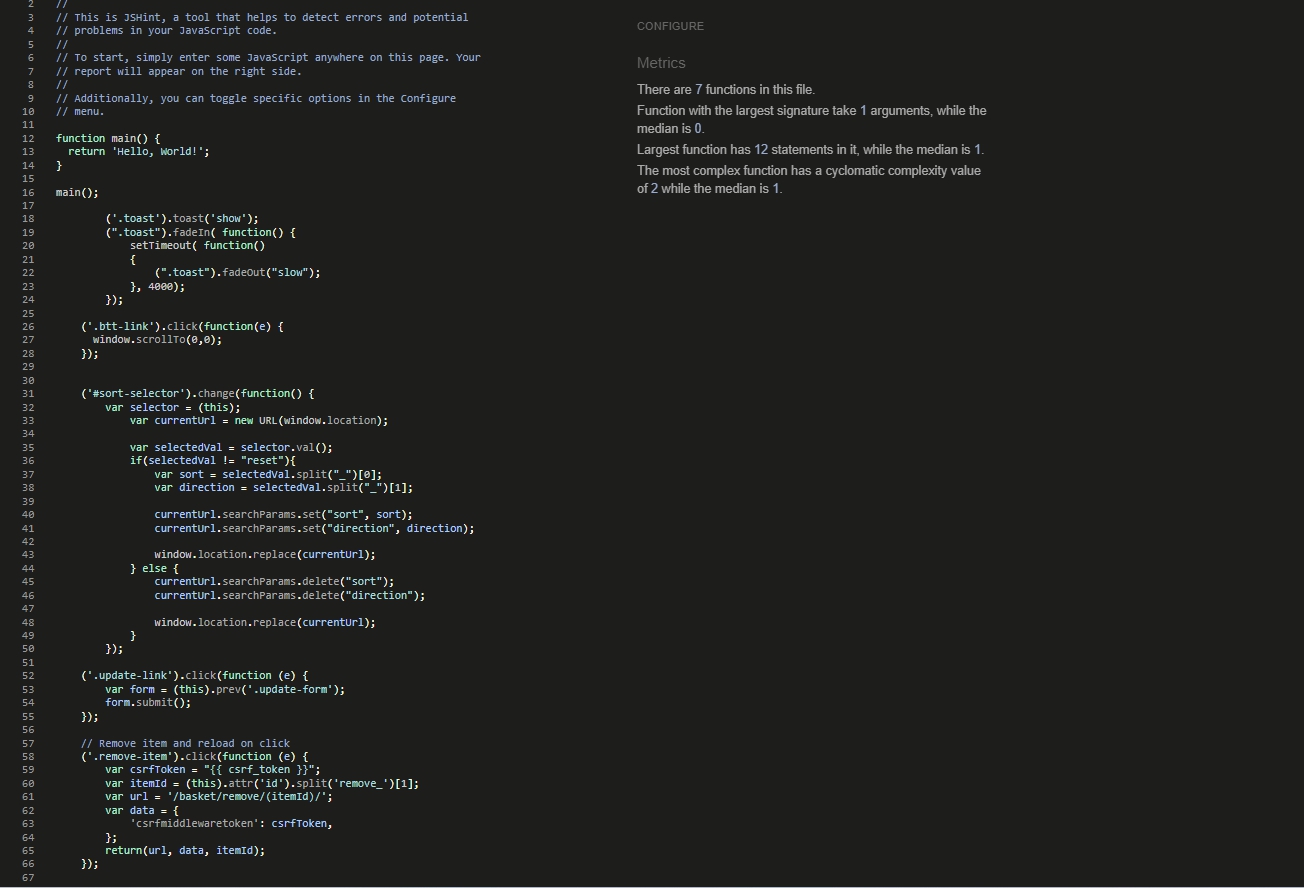 2 //
3 // This is JSHint, a tool that helps to detect errors and potential
4 // problems in your JavaScript code.
5 //
6 // To start, simply enter some JavaScript anywhere on this page. Your
7 // report will appear on the right side.
8 //
9 // Additionally, you can toggle specific options in the Configure
10 // menu.
11
12 function main() {
13   return 'Hello, World!';
14 }
15
16 main();
17
18         ('.toast').toast('show');
19         (".toast").fadeIn( function() {
20             setTimeout( function()
21             {
22                 (".toast").fadeOut("slow");
23             }, 4000);
24         });
25
26     ('.btt-link').click(function(e) {
27       window.scrollTo(0,0);
28     });
29
30
31     ('#sort-selector').change(function() {
32         var selector = (this);
33             var currentUrl = new URL(window.location);
34
35             var selectedVal = selector.val();
36             if(selectedVal != "reset"){
37                 var sort = selectedVal.split("_")[0];
38                 var direction = selectedVal.split("_")[1];
39
40                 currentUrl.searchParams.set("sort", sort);
41                 currentUrl.searchParams.set("direction", direction);
42
43                 window.location.replace(currentUrl);
44             } else {
45                 currentUrl.searchParams.delete("sort");
46                 currentUrl.searchParams.delete("direction");
47
48                 window.location.replace(currentUrl);
49             }
50         });
51
52     ('.update-link').click(function (e) {
53         var form = (this).prev('.update-form');
54         form.submit();
55     });
56
57     // Remove item and reload on click
58     ('.remove-item').click(function (e) {
59         var csrfToken = "{{ csrf_token }}";
60         var itemId = (this).attr('id').split('remove_')[1];
61         var url = '/basket/remove/(itemId)/';
62         var data = {
63             'csrfmiddlewaretoken': csrfToken,
64         };
65         return(url, data, itemId);
66     });
67
CONFIGURE
Metrics
There are 7 functions in this file.
Function with the largest signature take 1 arguments, while the
median is 0.
Largest function has 12 statements in it, while the median is 1.
The most complex function has a cyclomatic complexity value
of 2 while the median is 1.